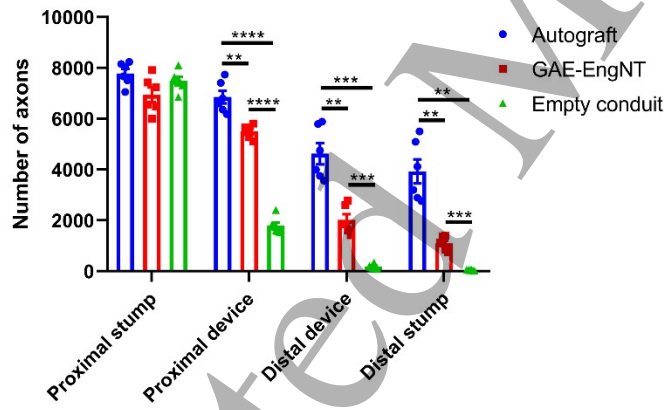 10000
8000
6000
4000
2000
0
Number of axons
Autograft
GAE-EngNT
Empty conduit
****
**
****
***
**
***
**
**
***
Proximal stump
Proximal device
Distal device
Distal stump